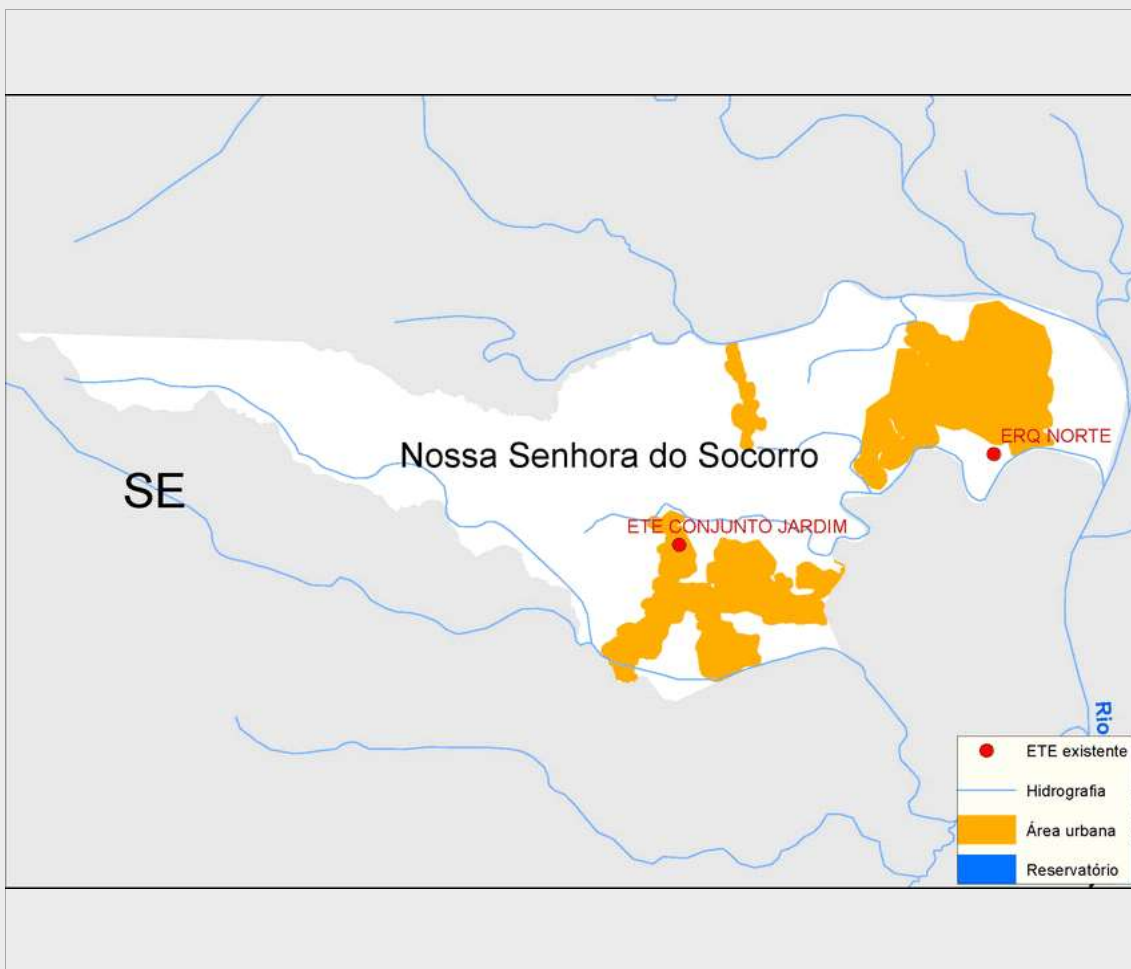 ERQ NORTE
Nossa Senhora do Socorro
SE
ETE CONJUNTO JARDIM
Rio
ETE existente
Hidrografia
Área urbana
Reservatório